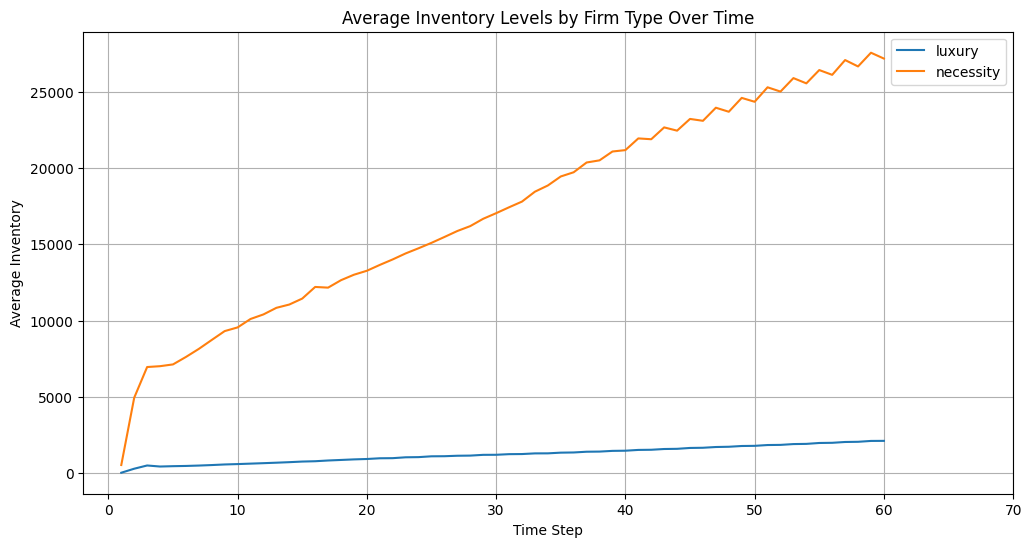 Average Inventory Levels by Firm Type Over Time
luxury
necessity
Average Inventory
25000
20000
15000
10000
5000
0
0 10 20 30 40 50 60 70
Time Step